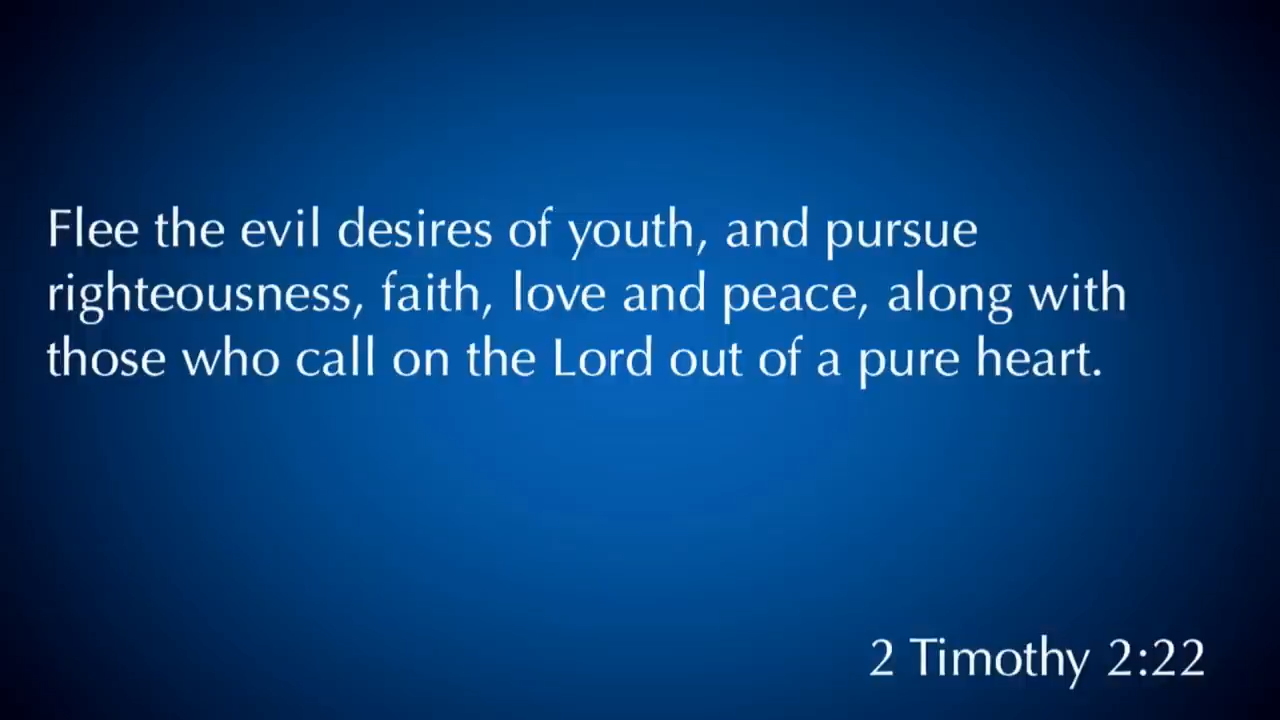 Flee the evil desires of youth, and pursue
righteousness, faith, love and peace, along with
those who call on the Lord out of a pure heart.
2 Timothy 2:22